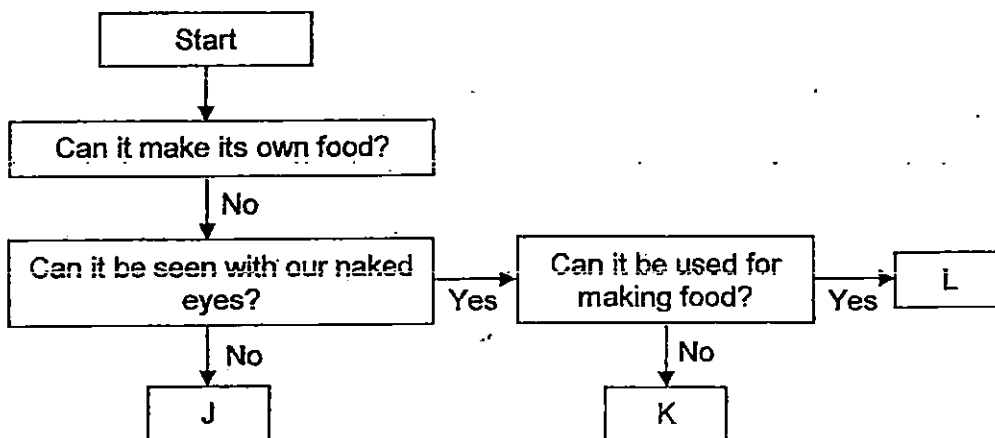 Start
Can it make its own food?
No
Can it be seen with our naked
eyes?
Yes
Can it be used for
making food?
Yes
L
No
J
No
K